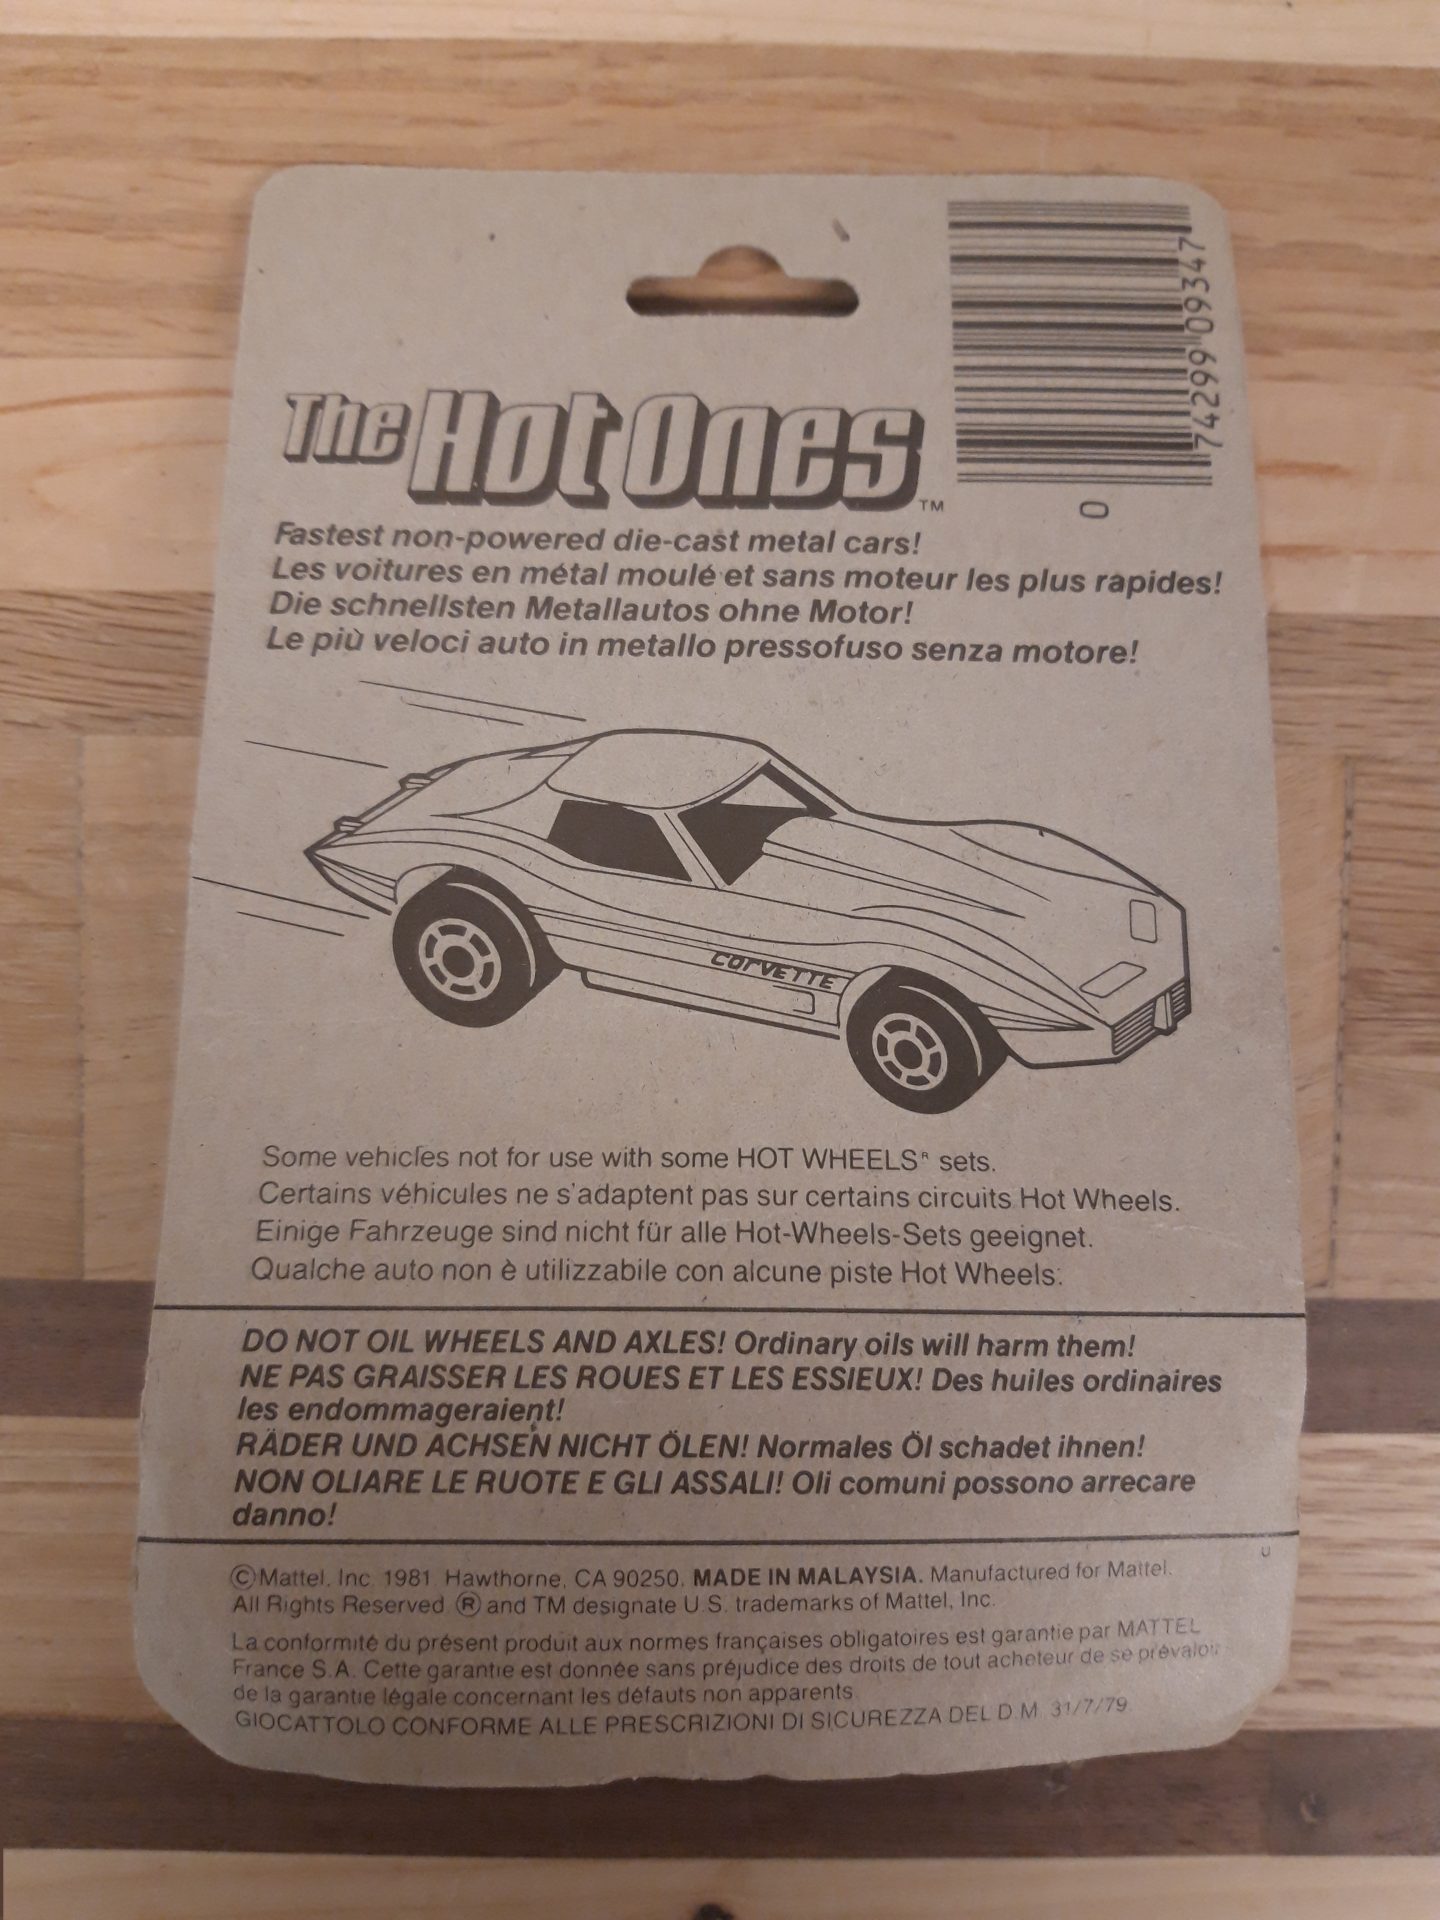 74299 09347
0
The Hot Ones™
Fastest non-powered die-cast metal cars!
Les voitures en métal moulé et sans moteur les plus rapides!
Die schnellsten Metallautos ohne Motor!
Le più veloci auto in metallo pressofuso senza motore!
CORVETTE
Some vehicles not for use with some HOT WHEELS® sets.
Certains véhicules ne s'adaptent pas sur certains circuits Hot Wheels.
Einige Fahrzeuge sind nicht für alle Hot-Wheels-Sets geeignet.
Qualche auto non è utilizzabile con alcune piste Hot Wheels.
DO NOT OIL WHEELS AND AXLES! Ordinary oils will harm them!
NE PAS GRAISSER LES ROUES ET LES ESSIEUX! Des huiles ordinaires
les endommageraient!
RÄDER UND ACHSEN NICHT ÖLEN! Normales Öl schadet ihnen!
NON OLIARE LE RUOTE E GLI ASSALI! Oli comuni possono arrecare
danno!
©Mattel, Inc. 1981. Hawthorne, CA 90250. MADE IN MALAYSIA. Manufactured for Mattel.
All Rights Reserved. ® and TM designate U.S. trademarks of Mattel, Inc.
La conformité du présent produit aux normes françaises obligatoires est garantie par MATTEL
France S.A. Cette garantie est donnée sans préjudice des droits de tout acheteur de se prévaloir
de la garantie légale concernant les défauts non apparents.
GIOCATTOLO CONFORME ALLE PRESCRIZIONI DI SICUREZZA DEL D.M. 31/7/79